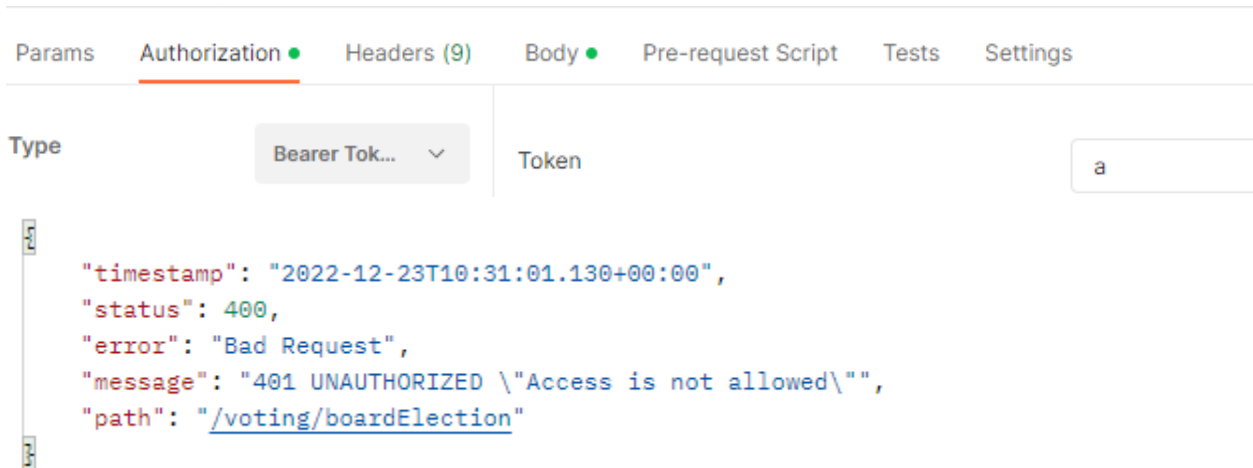 Params Authorization Headers (9) Body Pre-request Script Tests Settings
Type Bearer Tok... Token a
{
"timestamp": "2022-12-23T10:31:01.130+00:00",
"status": 400,
"error": "Bad Request",
"message": "401 UNAUTHORIZED \"Access is not allowed\"",
"path": "/voting/boardElection"
}